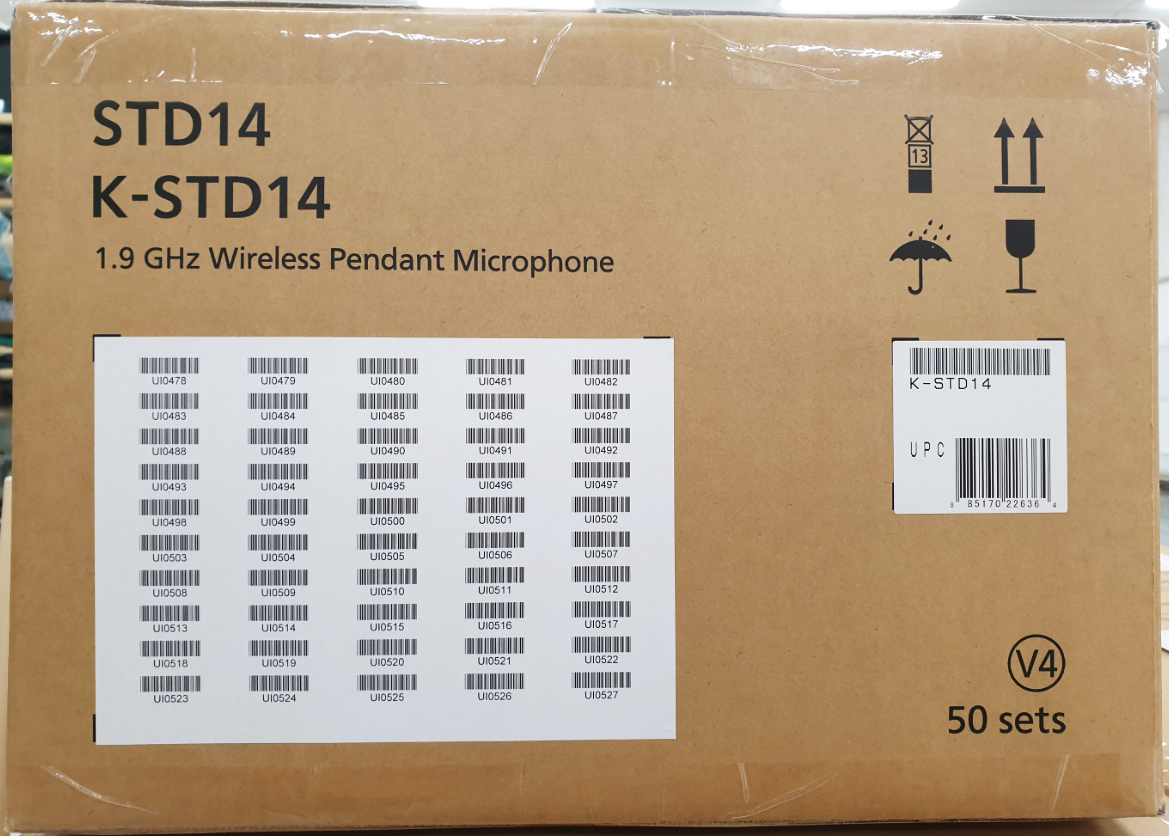 STD14
K-STD14
1.9 GHz Wireless Pendant Microphone
13
UI0478 UI0479 UI0480 UI0481 UI0482
UI0483 UI0484 UI0485 UI0486 UI0487
UI0488 UI0489 UI0490 UI0491 UI0492
UI0493 UI0494 UI0495 UI0496 UI0497
UI0498 UI0499 UI0500 UI0501 UI0502
UI0503 UI0504 UI0505 UI0506 UI0507
UI0508 UI0509 UI0510 UI0511 UI0512
UI0513 UI0514 UI0515 UI0516 UI0517
UI0518 UI0519 UI0520 UI0521 UI0522
UI0523 UI0524 UI0525 UI0526 UI0527
K-STD14
UPC
8 85170 22636 4
V4
50 sets